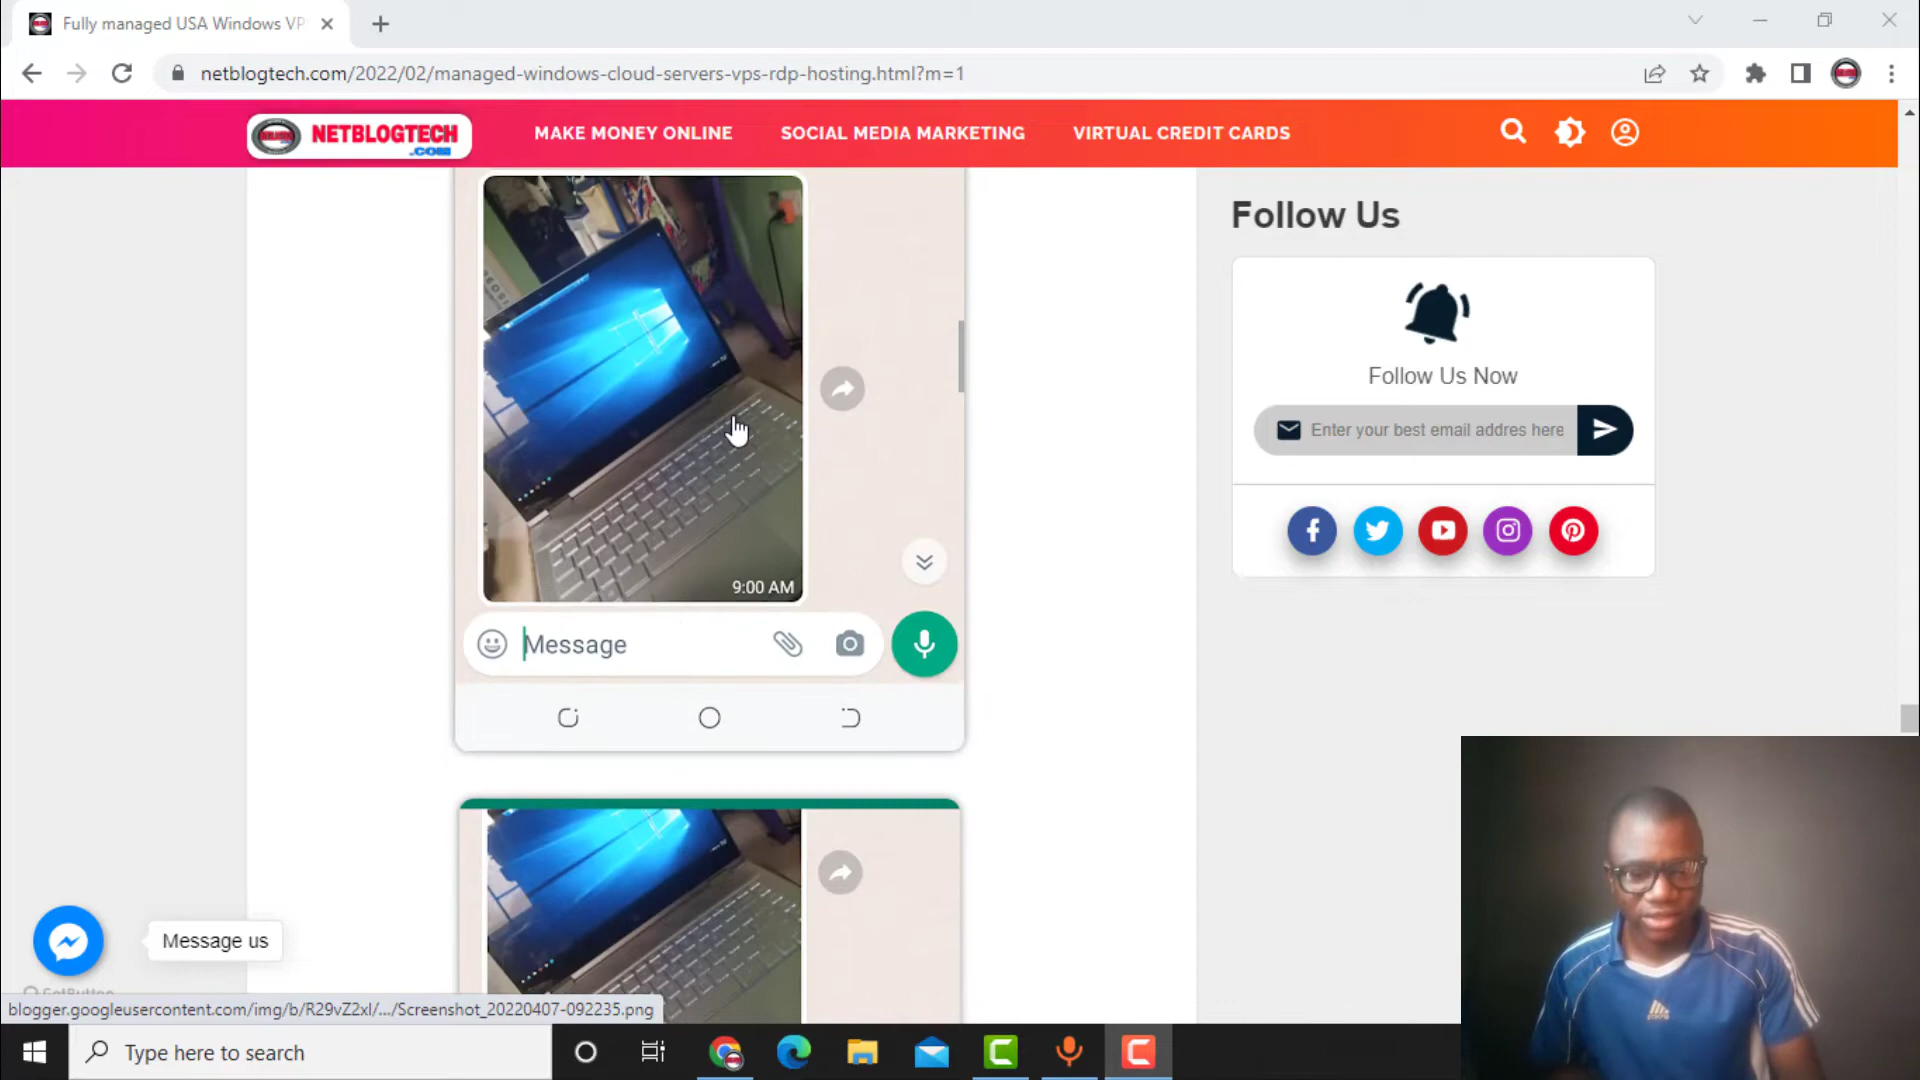 Fully managed USA Windows VP
netblogtech.com/2022/02/managed-windows-cloud-servers-vps-rdp-hosting.html?m=1
NETBLOGTECH
.COM
MAKE MONEY ONLINE
SOCIAL MEDIA MARKETING
VIRTUAL CREDIT CARDS
9:00 AM
Message
Follow Us
Follow Us Now
Enter your best email addres here
Message us
GetButton
blogger.googleusercontent.com/img/b/R29vZ2xl/.../Screenshot_20220407-092235.png
Type here to search